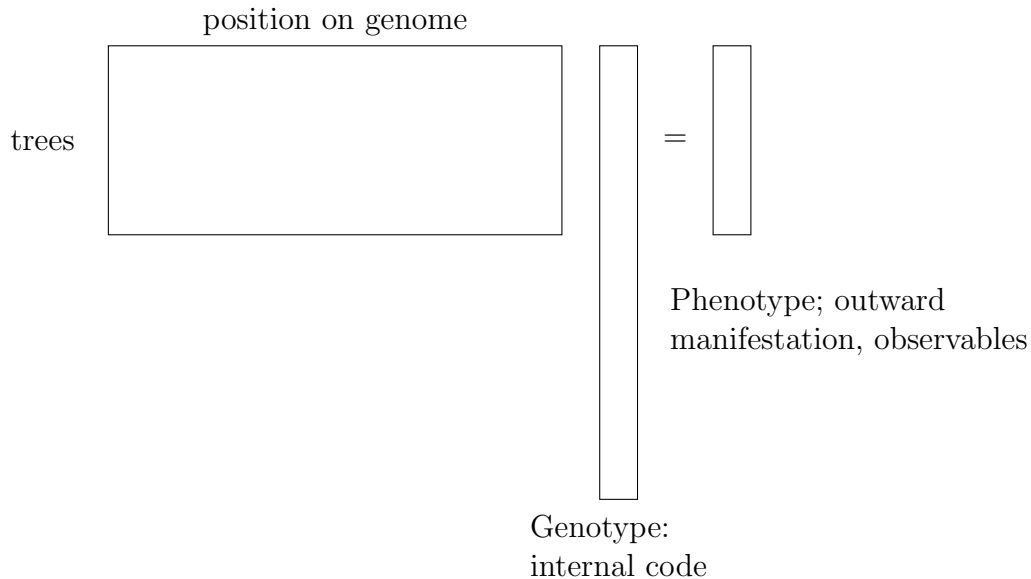 position on genome
trees
=
Phenotype; outward
manifestation, observables
Genotype:
internal code